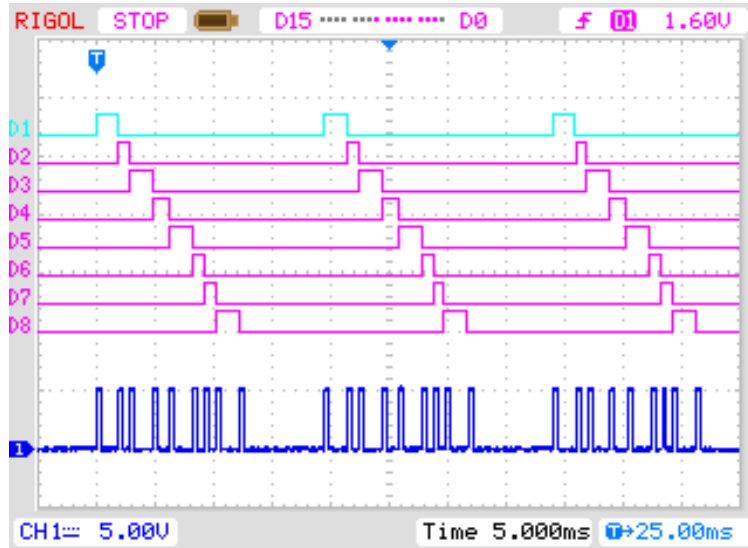 RIGOL STOP D15 D0 D1 1.60V
T
D1
D2
D3
D4
D5
D6
D7
D8
1
CH1 5.00V Time 5.000ms T→25.00ms